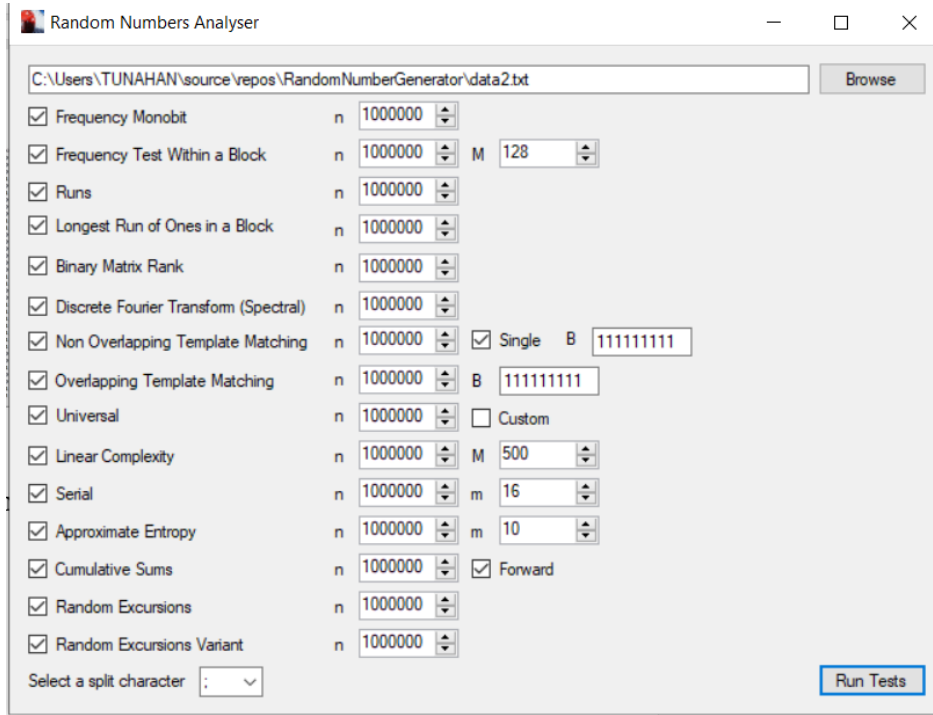 Random Numbers Analyser
C:\Users\TUNAHAN\source\repos\RandomNumberGenerator\data2.txt Browse
Frequency Monobit n 1000000
Frequency Test Within a Block n 1000000 M 128
Runs n 1000000
Longest Run of Ones in a Block n 1000000
Binary Matrix Rank n 1000000
Discrete Fourier Transform (Spectral) n 1000000
Non Overlapping Template Matching n 1000000 Single B 111111111
Overlapping Template Matching n 1000000 B 111111111
Universal n 1000000 Custom
Linear Complexity n 1000000 M 500
Serial n 1000000 m 16
Approximate Entropy n 1000000 m 10
Cumulative Sums n 1000000 Forward
Random Excursions n 1000000
Random Excursions Variant n 1000000
Select a split character ; Run Tests